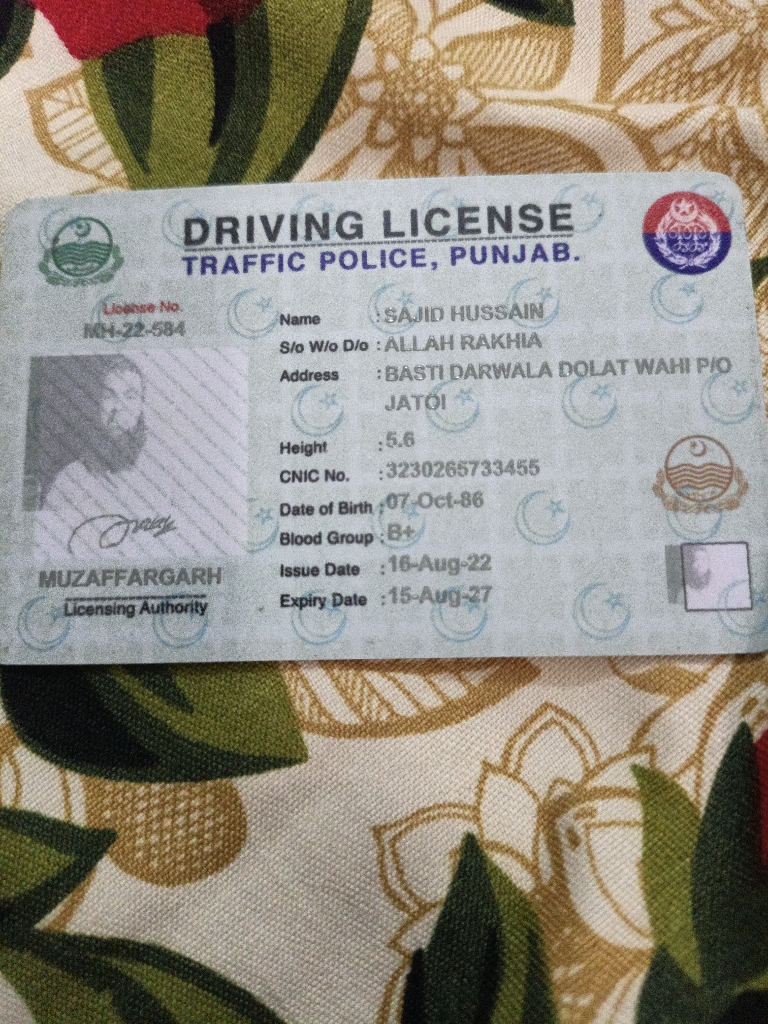 DRIVING LICENSE
TRAFFIC POLICE, PUNJAB.
License No.
MH-22-584
Name : SAJID HUSSAIN
S/o W/o D/o : ALLAH RAKHIA
Address : BASTI DARWALA DOLAT WAHI P/O
JATOI
Height : 5.6
CNIC No. : 3230265733455
Date of Birth : 07-Oct-86
Blood Group : B+
Issue Date : 16-Aug-22
Expiry Date : 15-Aug-27
MUZAFFARGARH
Licensing Authority